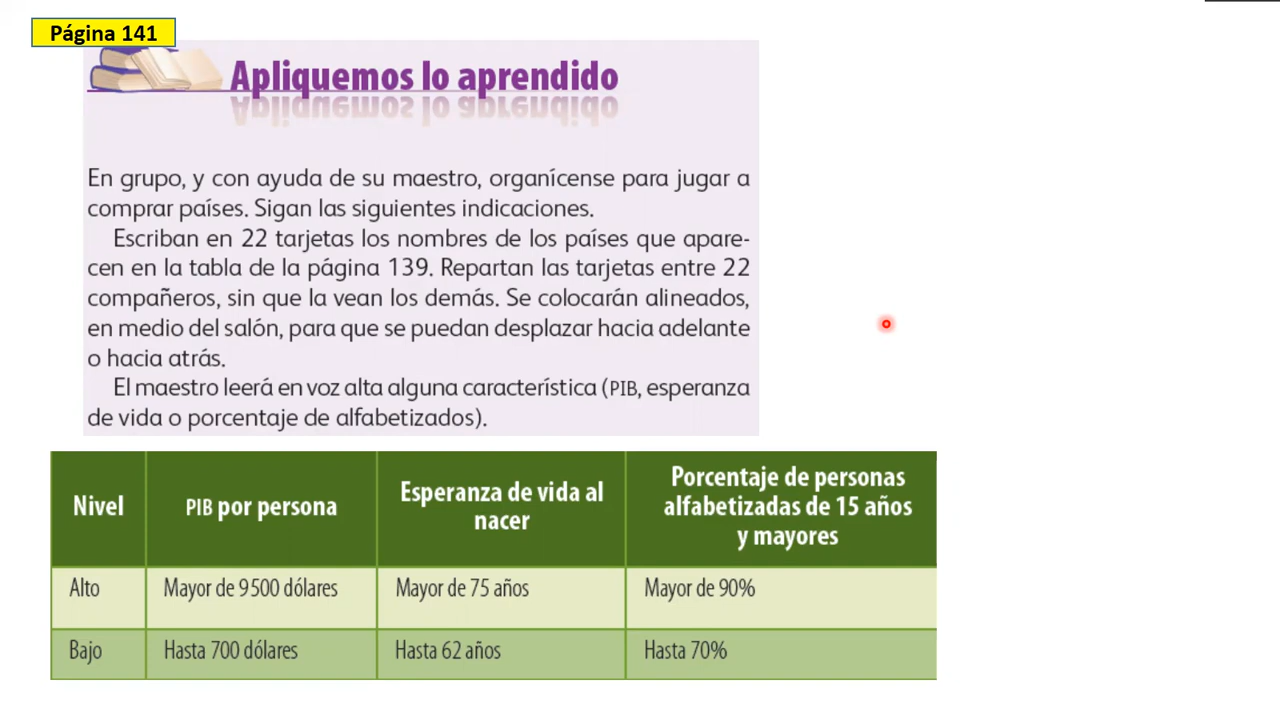 Página 141
Apliquemos lo aprendido
En grupo, y con ayuda de su maestro, organícense para jugar a
comprar países. Sigan las siguientes indicaciones.
Escriban en 22 tarjetas los nombres de los países que apare-
cen en la tabla de la página 139. Repartan las tarjetas entre 22
compañeros, sin que la vean los demás. Se colocarán alineados,
en medio del salón, para que se puedan desplazar hacia adelante
o hacia atrás.
El maestro leerá en voz alta alguna característica (PIB, esperanza
de vida o porcentaje de alfabetizados).
Nivel
PIB por persona
Esperanza de vida al
nacer
Porcentaje de personas
alfabetizadas de 15 años
y mayores
Alto
Mayor de 9500 dólares
Mayor de 75 años
Mayor de 90%
Bajo
Hasta 700 dólares
Hasta 62 años
Hasta 70%